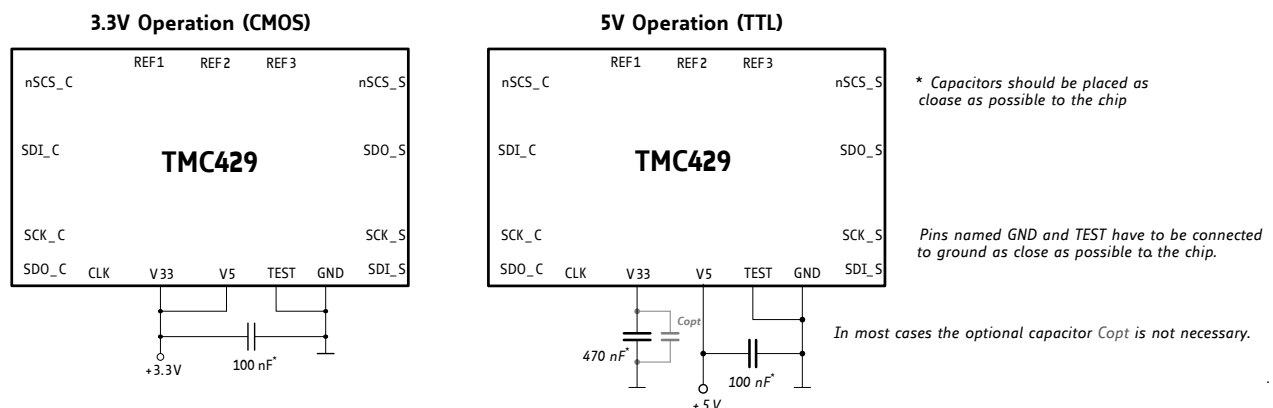 3.3V Operation (CMOS)
REF1 REF2 REF3
nSCS_C nSCS_S
SDI_C TMC429 SDO_S
SCK_C SCK_S
SDO_C CLK V33 V5 TEST GND SDI_S
100 nF*
+3.3V
5V Operation (TTL)
REF1 REF2 REF3
nSCS_C nSCS_S
SDI_C TMC429 SDO_S
SCK_C SCK_S
SDO_C CLK V33 V5 TEST GND SDI_S
Copt
470 nF*
100 nF*
+5V
* Capacitors should be placed as
cloase as possible to the chip
Pins named GND and TEST have to be connected
to ground as close as possible to the chip.
In most cases the optional capacitor Copt is not necessary.